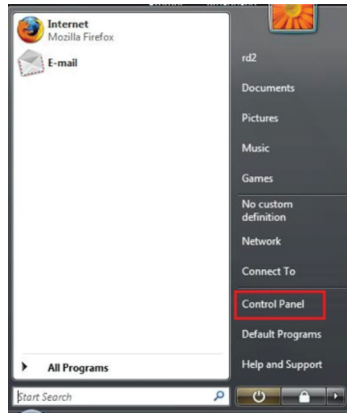 Internet
Mozilla Firefox
E-mail
rd2
Documents
Pictures
Music
Games
No custom
definition
Network
Connect To
Control Panel
Default Programs
Help and Support
All Programs
Start Search